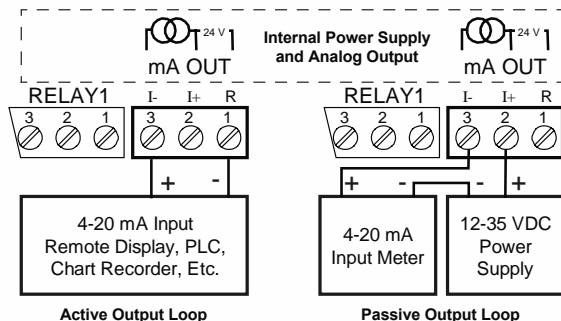 Internal Power Supply
and Analog Output
24 V
mA OUT
RELAY1
I- I+ R
3 2 1
3 2 1
+ -
4-20 mA Input
Remote Display, PLC,
Chart Recorder, Etc.
Active Output Loop
24 V
mA OUT
RELAY1
I- I+ R
3 2 1
3 2 1
+ - - +
4-20 mA
Input Meter
12-35 VDC
Power
Supply
Passive Output Loop